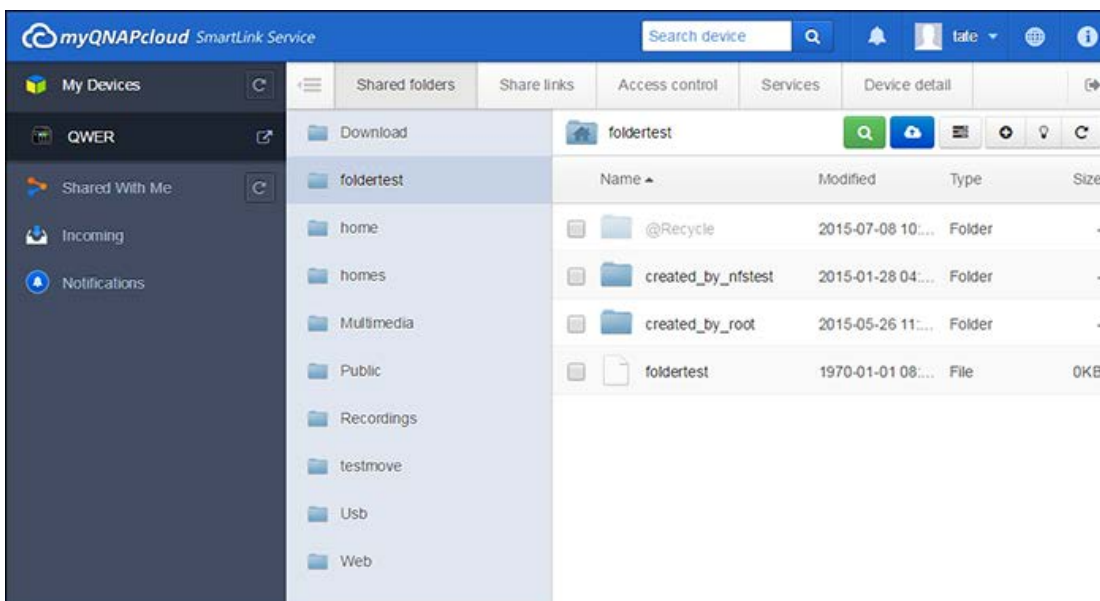 myQNAPcloud SmartLink Service
Search device
tate
My Devices
QWER
Shared With Me
Incoming
Notifications
Shared folders Share links Access control Services Device detail
Download
foldertest
home
homes
Multimedia
Public
Recordings
testmove
Usb
Web
foldertest
Name Modified Type Size
@Recycle 2015-07-08 10:... Folder -
created_by_nfstest 2015-01-28 04:... Folder -
created_by_root 2015-05-26 11:... Folder -
foldertest 1970-01-01 08:... File 0KB